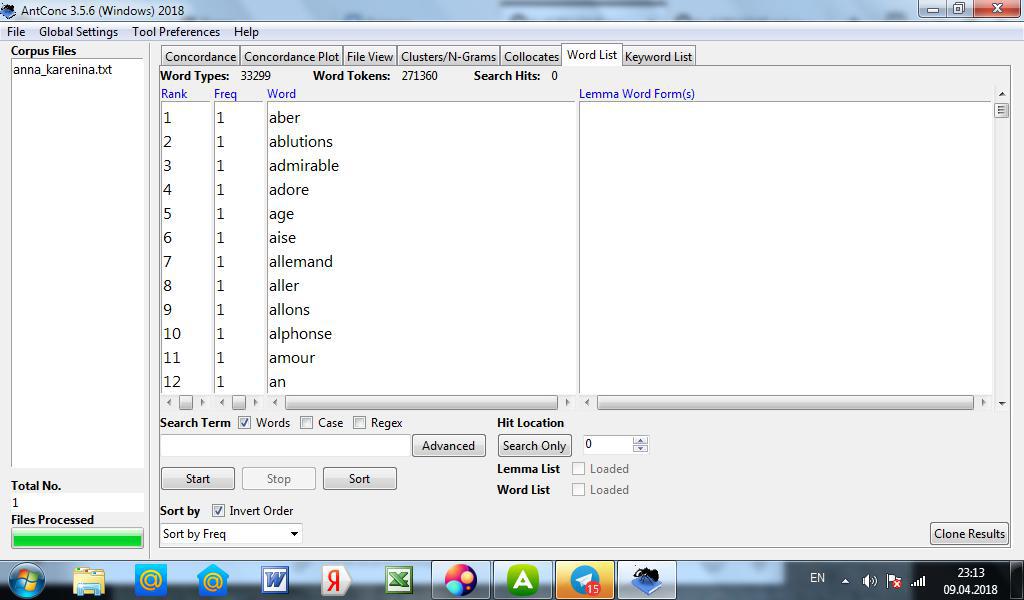 AntConc 3.5.6 (Windows) 2018
File Global Settings Tool Preferences Help
Corpus Files
anna_karenina.txt
Concordance Concordance Plot File View Clusters/N-Grams Collocates Word List Keyword List
Word Types: 33299 Word Tokens: 271360 Search Hits: 0
Rank Freq Word Lemma Word Form(s)
1 1 aber
2 1 ablutions
3 1 admirable
4 1 adore
5 1 age
6 1 aise
7 1 allemand
8 1 aller
9 1 allons
10 1 alphonse
11 1 amour
12 1 an
Search Term Words Case Regex Hit Location
Advanced Search Only 0
Lemma List Loaded
Start Stop Sort
Word List Loaded
Total No.
1
Files Processed
Sort by Invert Order
Sort by Freq Clone Results
EN 23:13
09.04.2018
15